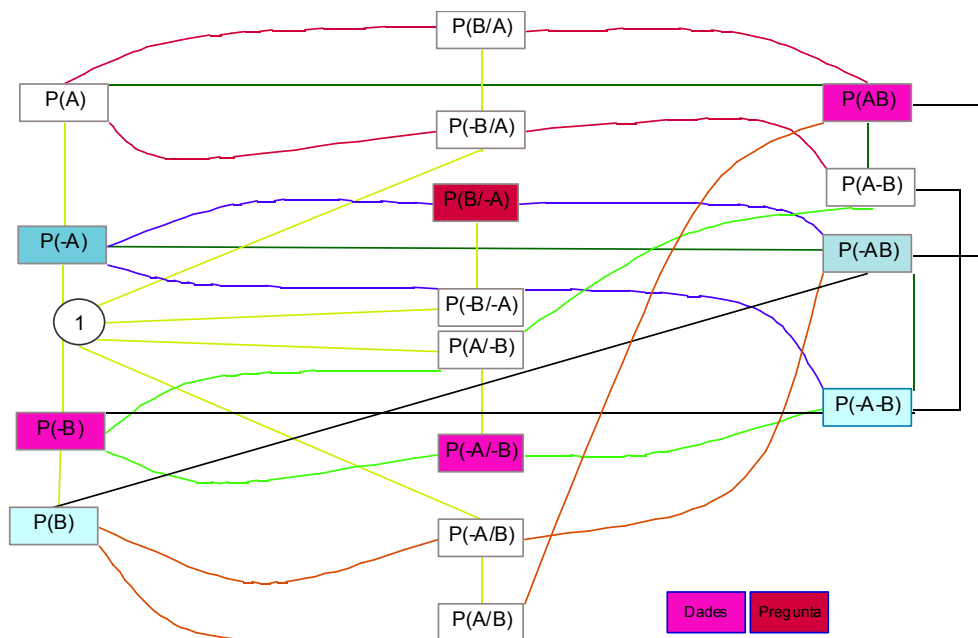 P(B/A)
P(A)
P(AB)
P(-B/A)
P(A-B)
P(B/-A)
P(-A)
P(-AB)
P(-B/-A)
1
P(A/-B)
P(-A-B)
P(-B)
P(-A/-B)
P(B)
P(-A/B)
P(A/B)
Dades
Pregunta